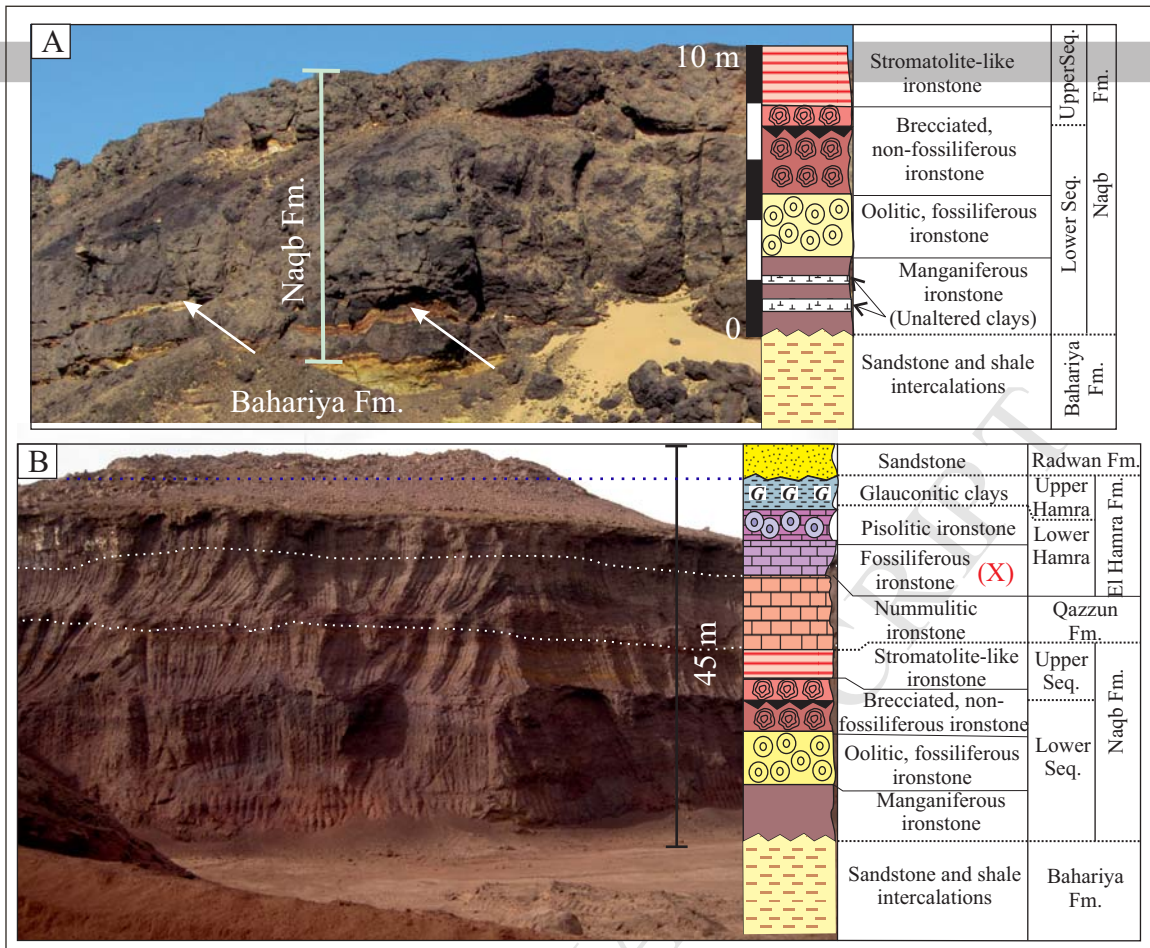 A
Naqb Fm.
Bahariya Fm.
10 m
0
Stromatolite-like
ironstone
Brecciated,
non-fossiliferous
ironstone
Oolitic, fossiliferous
ironstone
Manganiferous
ironstone
(Unaltered clays)
Sandstone and shale
intercalations
UpperSeq.
Lower Seq.
Fm.
Naqb
Bahariya
Fm.
B
45 m
G G G
Sandstone
Glauconitic clays
Pisolitic ironstone
Fossiliferous
ironstone (X)
Nummulitic
ironstone
Stromatolite-like
ironstone
Brecciated, non-
fossiliferous ironstone
Oolitic, fossiliferous
ironstone
Manganiferous
ironstone
Sandstone and shale
intercalations
Radwan Fm.
Upper
Hamra
Lower
Hamra
El Hamra Fm.
Qazzun
Fm.
Upper
Seq.
Lower
Seq.
Naqb Fm.
Bahariya
Fm.
CRIPT